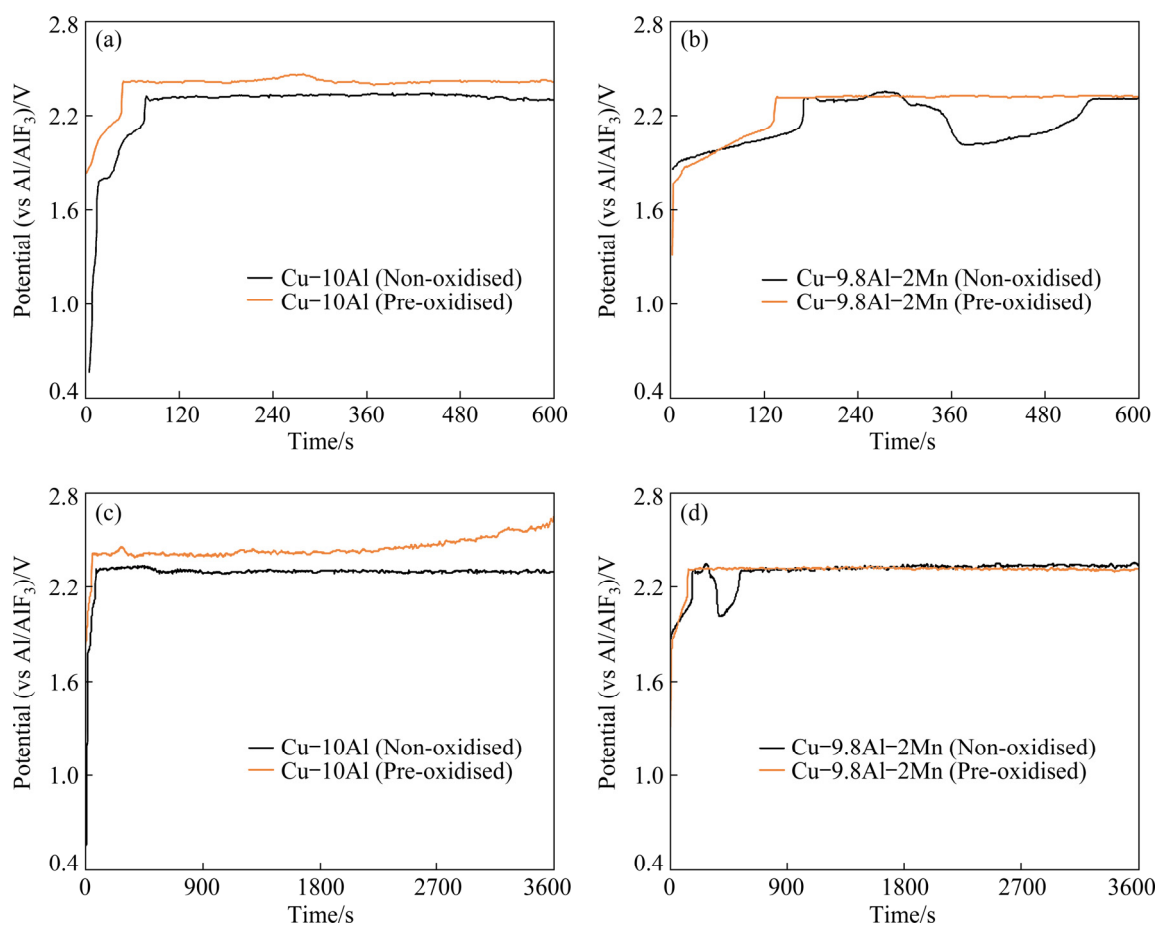 (a)
2.8
2.2
1.6
1.0
0.4
Potential (vs Al/AlF₃)/V
Cu−10Al (Non-oxidised)
Cu−10Al (Pre-oxidised)
0 120 240 360 480 600
Time/s
(b)
2.8
2.2
1.6
1.0
0.4
Potential (vs Al/AlF₃)/V
Cu−9.8Al−2Mn (Non-oxidised)
Cu−9.8Al−2Mn (Pre-oxidised)
0 120 240 360 480 600
Time/s
(c)
2.8
2.2
1.6
1.0
0.4
Potential (vs Al/AlF₃)/V
Cu−10Al (Non-oxidised)
Cu−10Al (Pre-oxidised)
0 900 1800 2700 3600
Time/s
(d)
2.8
2.2
1.6
1.0
0.4
Potential (vs Al/AlF₃)/V
Cu−9.8Al−2Mn (Non-oxidised)
Cu−9.8Al−2Mn (Pre-oxidised)
0 900 1800 2700 3600
Time/s